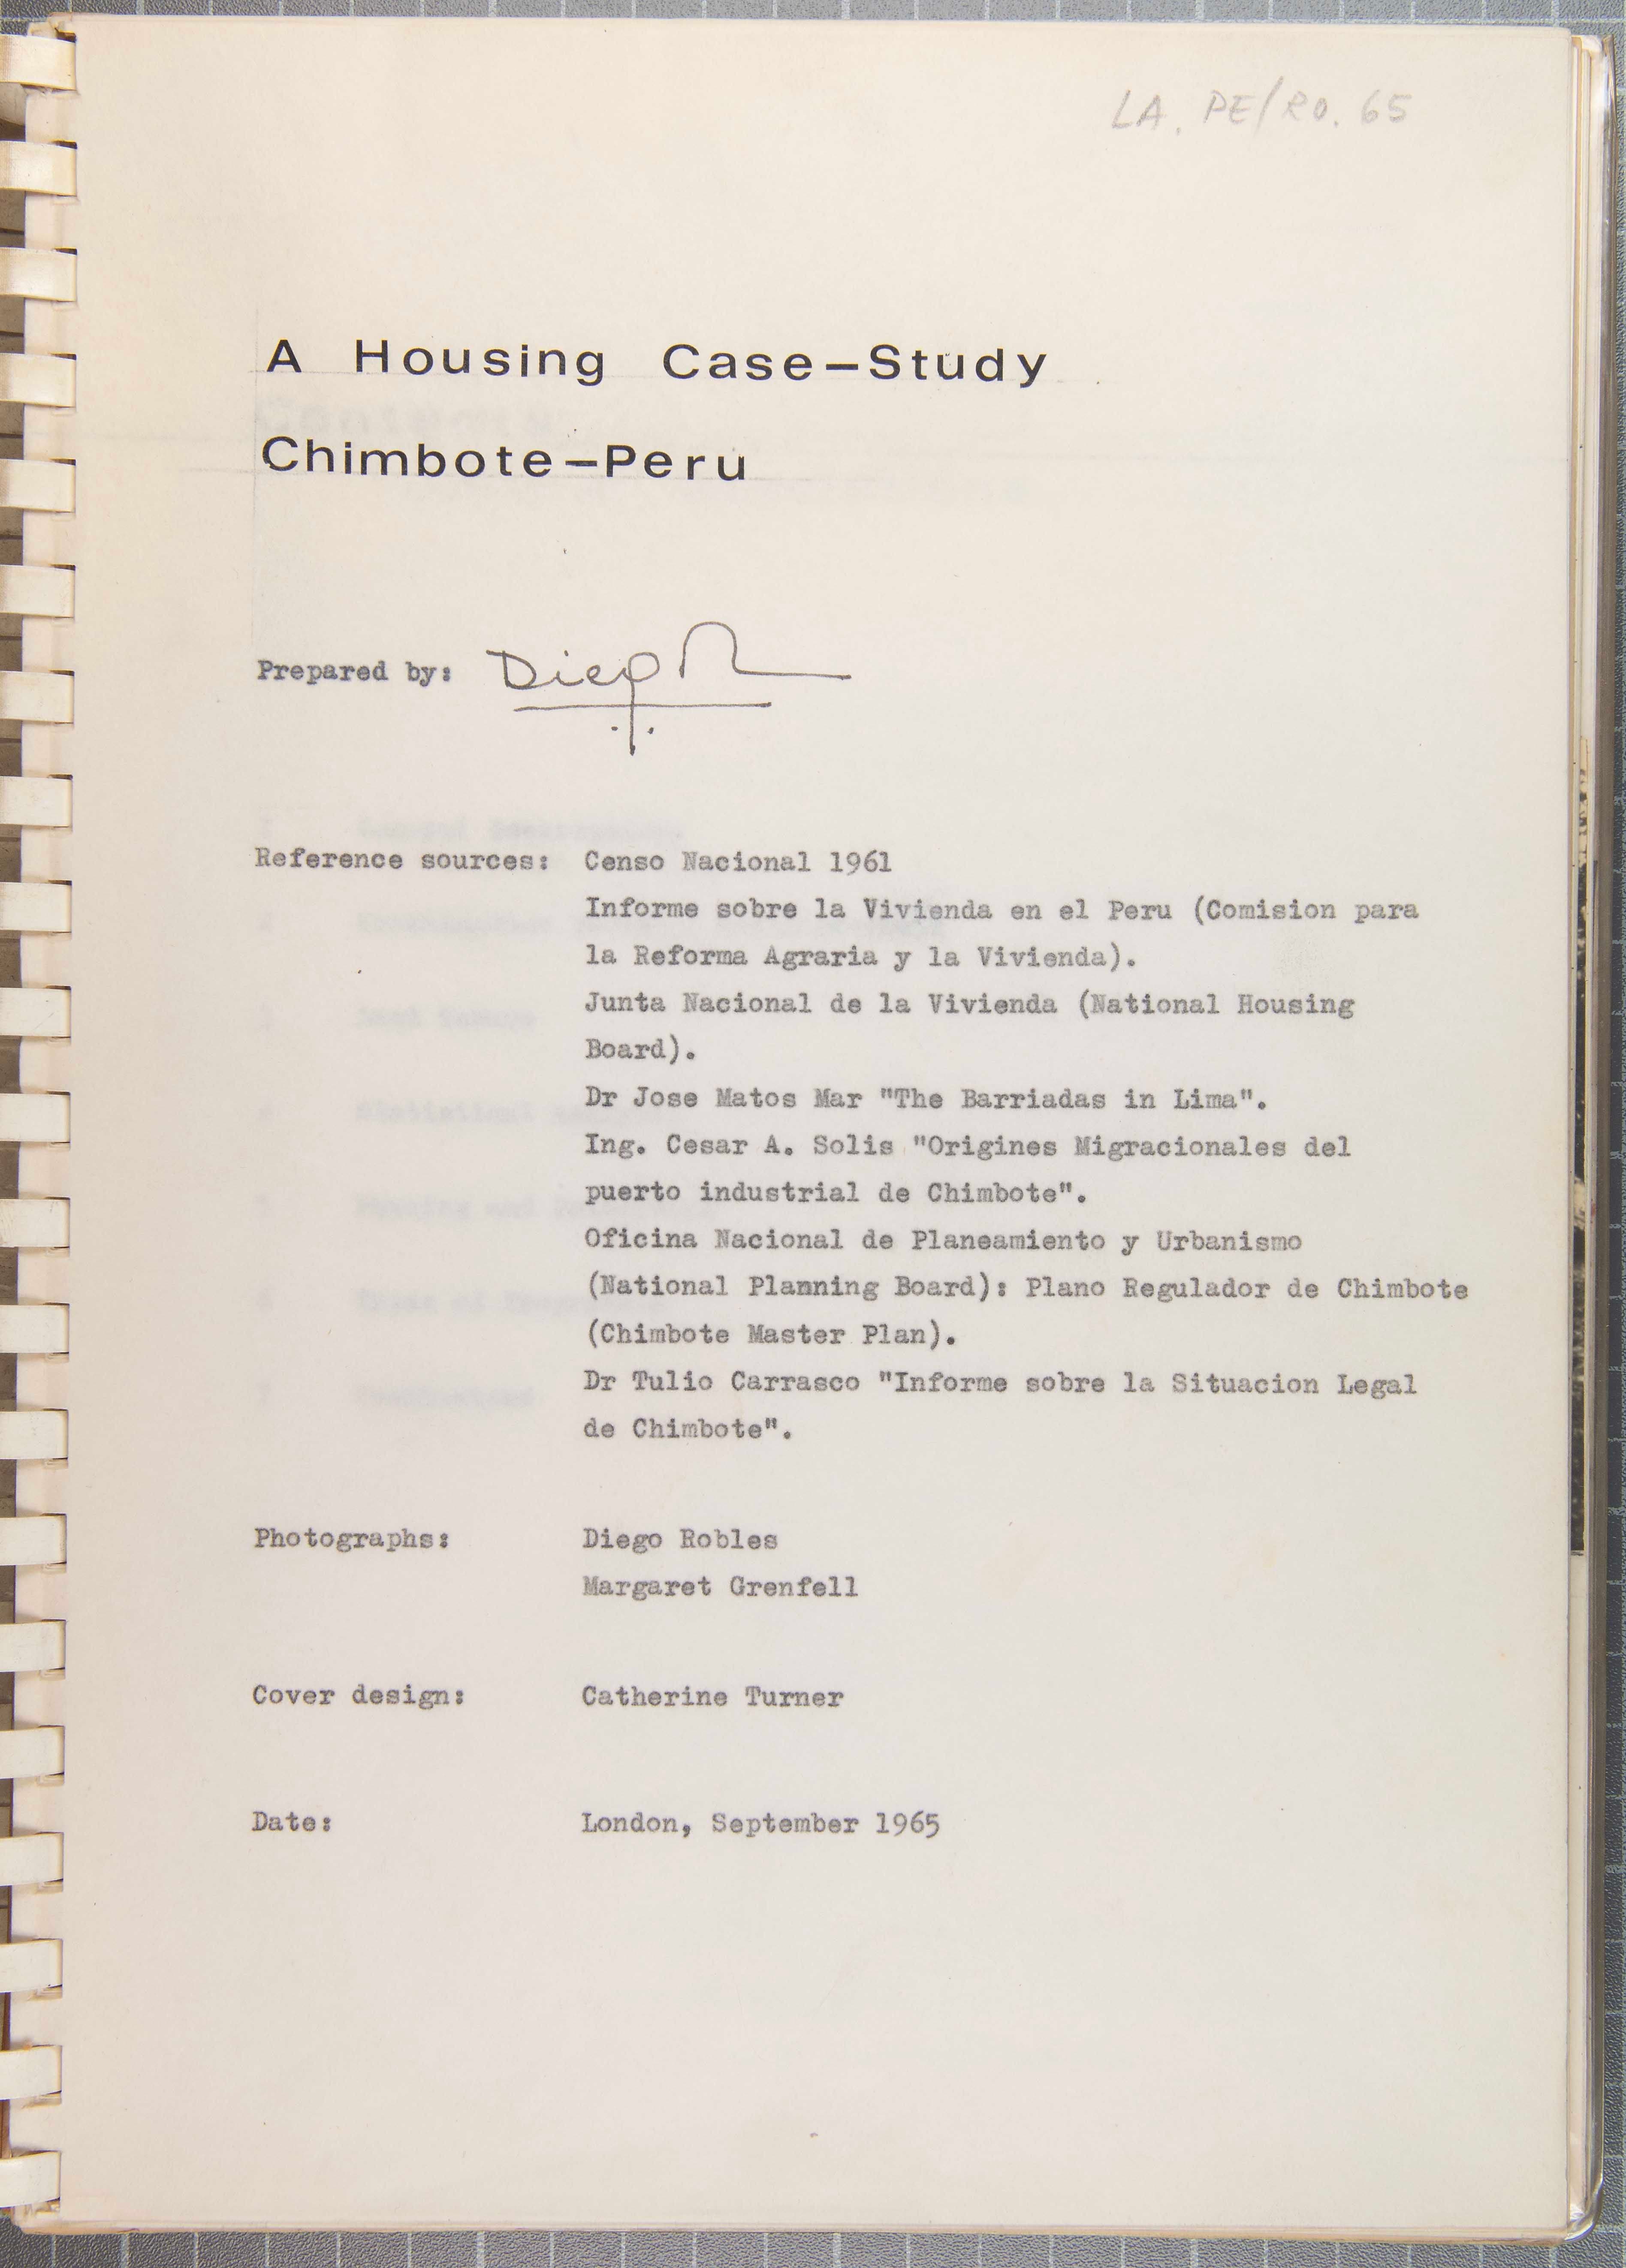 LA. PE/RO. 65
A Housing Case-Study
Chimbote-Peru
Prepared by: Diego R
Reference sources: Censo Nacional 1961
Informe sobre la Vivienda en el Peru (Comision para
la Reforma Agraria y la Vivienda).
Junta Nacional de la Vivienda (National Housing
Board).
Dr Jose Matos Mar "The Barriadas in Lima".
Ing. Cesar A. Solis "Origines Migracionales del
puerto industrial de Chimbote".
Oficina Nacional de Planeamiento y Urbanismo
(National Planning Board): Plano Regulador de Chimbote
(Chimbote Master Plan).
Dr Tulio Carrasco "Informe sobre la Situacion Legal
de Chimbote".
Photographs: Diego Robles
Margaret Grenfell
Cover design: Catherine Turner
Date: London, September 1965